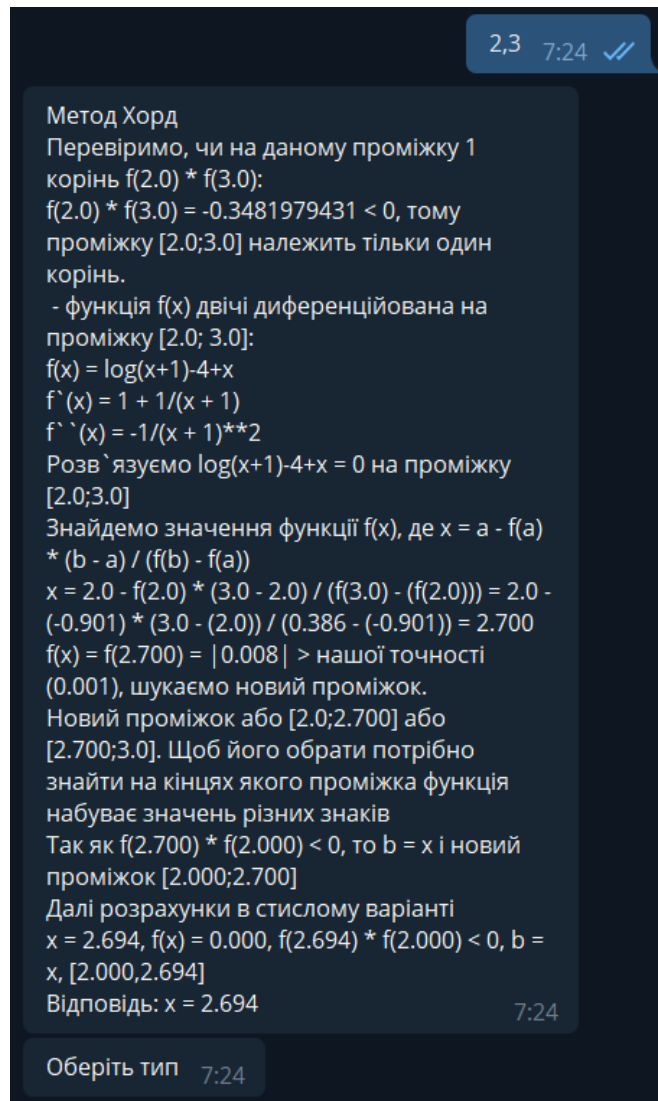 2,3 7:24
Метод Хорд
Перевіримо, чи на даному проміжку 1
корінь f(2.0) * f(3.0):
f(2.0) * f(3.0) = -0.3481979431 < 0, тому
проміжку [2.0;3.0] належить тільки один
корінь.
- функція f(x) двічі диференційована на
проміжку [2.0; 3.0]:
f(x) = log(x+1)-4+x
f`(x) = 1 + 1/(x + 1)
f``(x) = -1/(x + 1)**2
Розв`язуємо log(x+1)-4+x = 0 на проміжку
[2.0;3.0]
Знайдемо значення функції f(x), де x = a - f(a)
* (b - a) / (f(b) - f(a))
x = 2.0 - f(2.0) * (3.0 - 2.0) / (f(3.0) - (f(2.0))) = 2.0 -
(-0.901) * (3.0 - (2.0)) / (0.386 - (-0.901)) = 2.700
f(x) = f(2.700) = |0.008| > нашої точності
(0.001), шукаємо новий проміжок.
Новий проміжок або [2.0;2.700] або
[2.700;3.0]. Щоб його обрати потрібно
знайти на кінцях якого проміжка функція
набуває значень різних знаків
Так як f(2.700) * f(2.000) < 0, то b = x і новий
проміжок [2.000;2.700]
Далі розрахунки в стислому варіанті
x = 2.694, f(x) = 0.000, f(2.694) * f(2.000) < 0, b =
x, [2.000,2.694]
Відповідь: x = 2.694 7:24
Оберіть тип 7:24